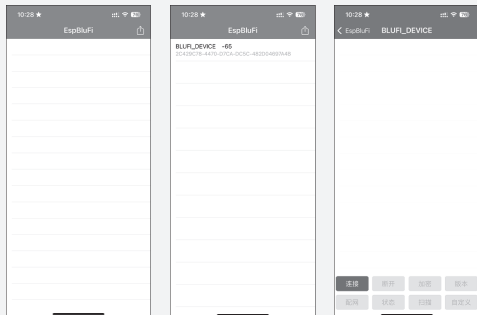 10:28
EspBluFi
10:28
EspBluFi
BLUFI_DEVICE -65
10:28
EspBluFi
BLUFI_DEVICE
连接
断开
加密
版本
配网
状态
扫描
自定义